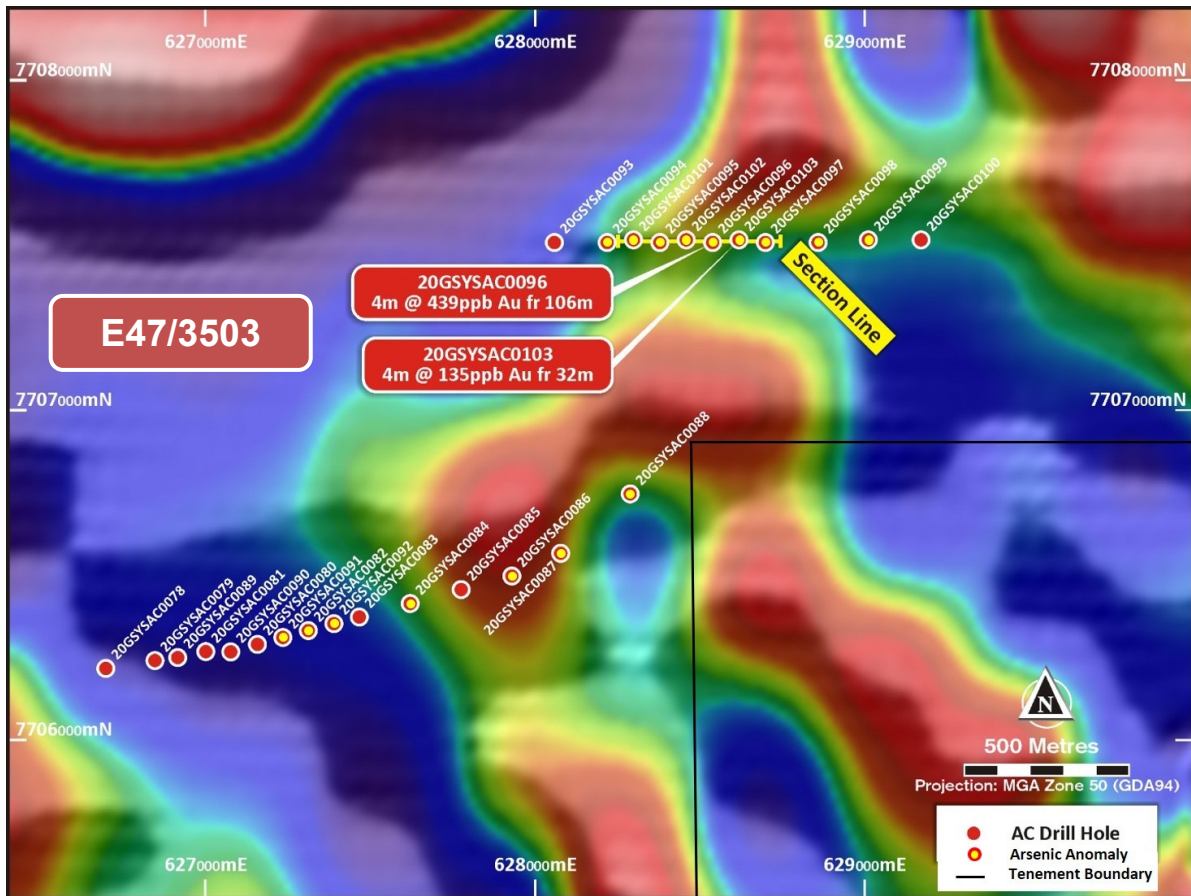 627000mE
628000mE
629000mE
7708000mN
7708000mN
20GSYSAC0093
20GSYSAC0094
20GSYSAC0101
20GSYSAC0095
20GSYSAC0102
20GSYSAC0096
20GSYSAC0103
20GSYSAC0097
20GSYSAC0098
20GSYSAC0099
20GSYSAC0100
20GSYSAC0096
4m @ 439ppb Au fr 106m
Section Line
E47/3503
20GSYSAC0103
4m @ 135ppb Au fr 32m
7707000mN
7707000mN
20GSYSAC0088
20GSYSAC0078
20GSYSAC0079
20GSYSAC0089
20GSYSAC0081
20GSYSAC0090
20GSYSAC0080
20GSYSAC0091
20GSYSAC0082
20GSYSAC0092
20GSYSAC0083
20GSYSAC0084
20GSYSAC0085
20GSYSAC0086
20GSYSAC0087
7706000mN
N
500 Metres
Projection: MGA Zone 50 (GDA94)
AC Drill Hole
Arsenic Anomaly
Tenement Boundary
627000mE
628000mE
629000mE